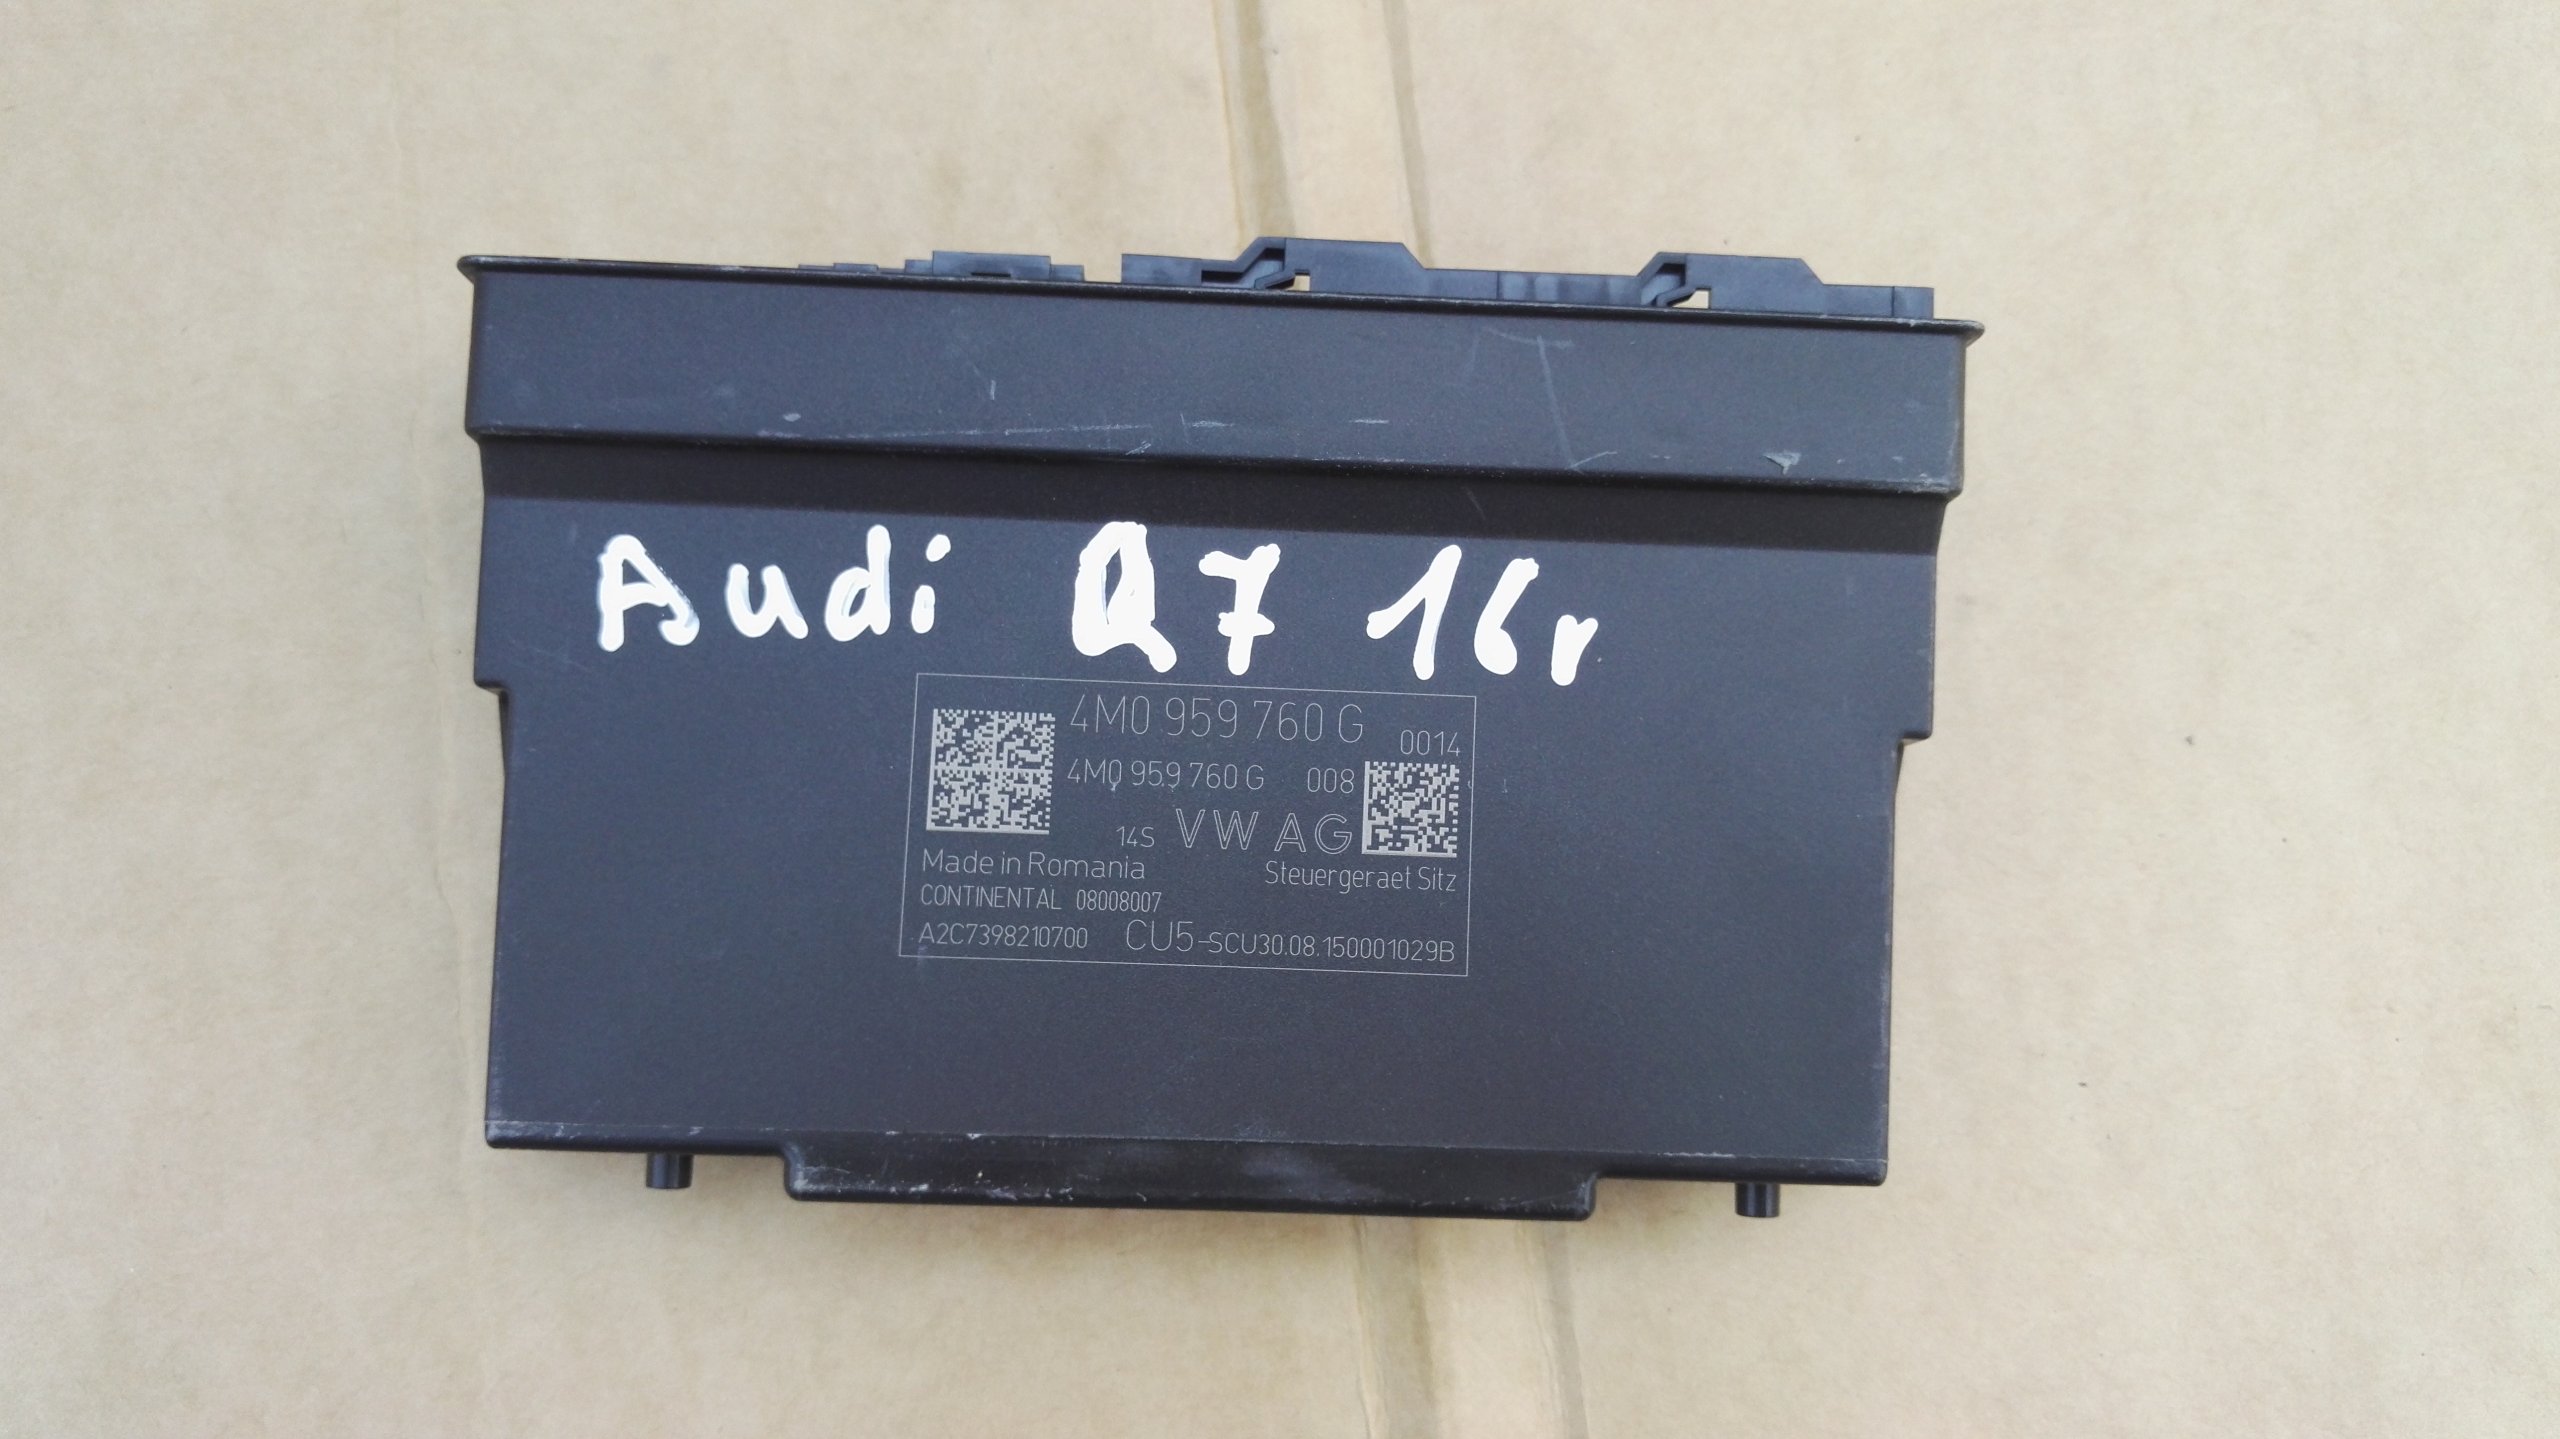 Audi Q7 16r
4M0 959 760 G 0014
4M0 959 760 G 008
14S VW AG
Made in Romania Steuergeraet Sitz
CONTINENTAL 08008007
A2C7398210700 CU5-SCU30.08.150001029B